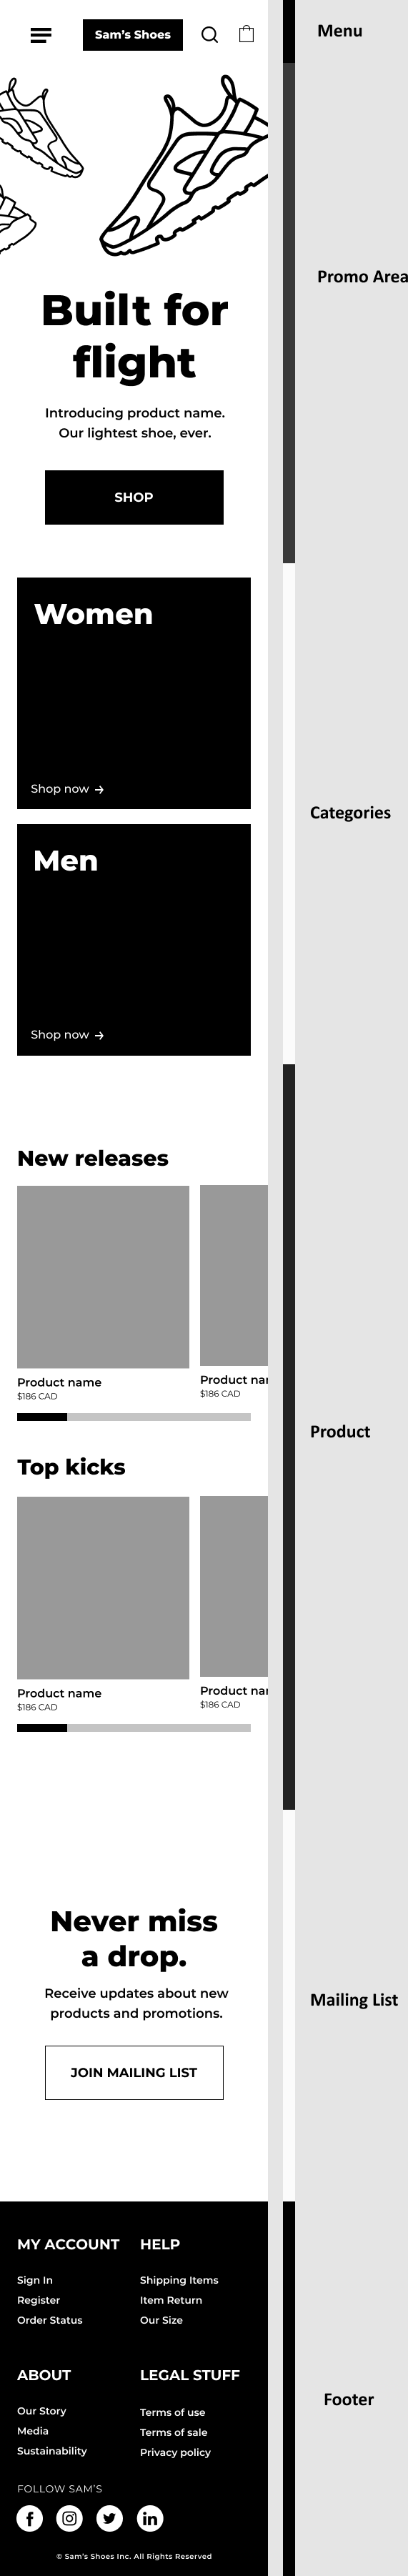 Sam's Shoes
Menu
Promo Area
Built for
flight
Introducing product name.
Our lightest shoe, ever.
SHOP
Women
Shop now →
Categories
Men
Shop now →
New releases
Product name
$186 CAD
Product nar
$186 CAD
Product
Top kicks
Product name
$186 CAD
Product nar
$186 CAD
Never miss
a drop.
Receive updates about new
products and promotions.
Mailing List
JOIN MAILING LIST
MY ACCOUNT
Sign In
Register
Order Status
HELP
Shipping Items
Item Return
Our Size
ABOUT
Our Story
Media
Sustainability
LEGAL STUFF
Terms of use
Terms of sale
Privacy policy
Footer
FOLLOW SAM'S
© Sam's Shoes Inc. All Rights Reserved